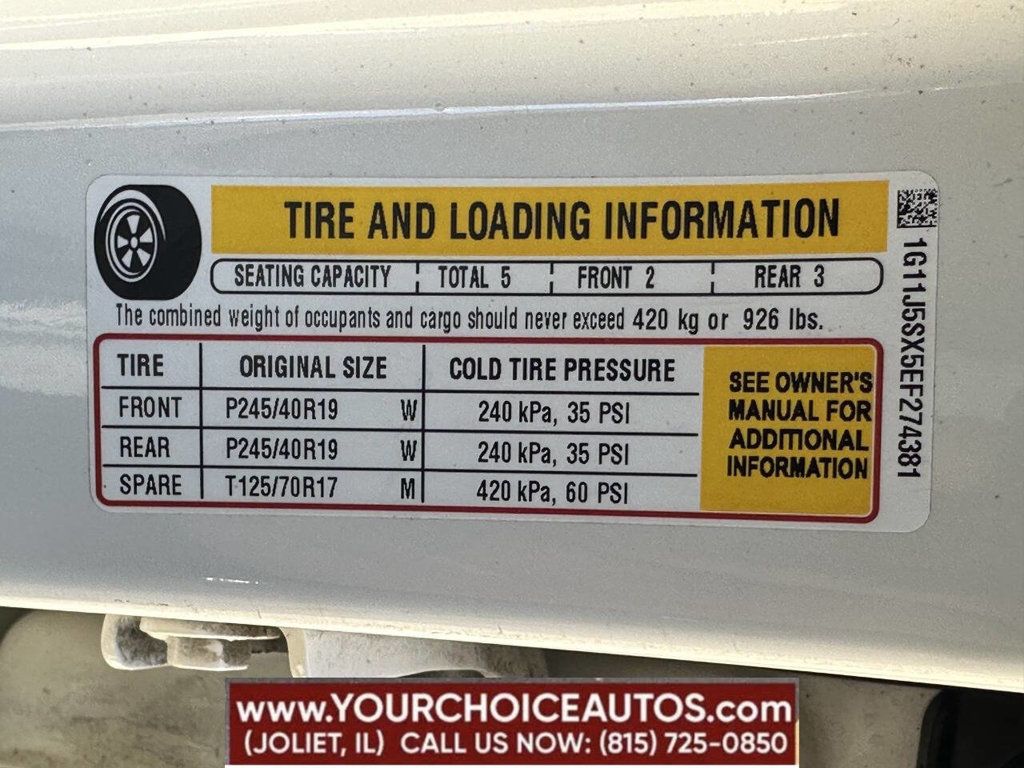 TIRE AND LOADING INFORMATION
SEATING CAPACITY TOTAL 5 FRONT 2 REAR 3
The combined weight of occupants and cargo should never exceed 420 kg or 926 lbs.
TIRE ORIGINAL SIZE COLD TIRE PRESSURE
FRONT P245/40R19 W 240 kPa, 35 PSI
REAR P245/40R19 W 240 kPa, 35 PSI
SPARE T125/70R17 M 420 kPa, 60 PSI
SEE OWNER'S
MANUAL FOR
ADDITIONAL
INFORMATION
1G11J5SX5EF274381
www.YOURCHOICEAUTOS.com
(JOLIET, IL) CALL US NOW: (815) 725-0850